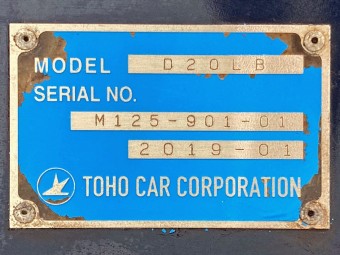 MODEL D20LB
SERIAL NO.
M125-901-01
2019-01
TOHO CAR CORPORATION